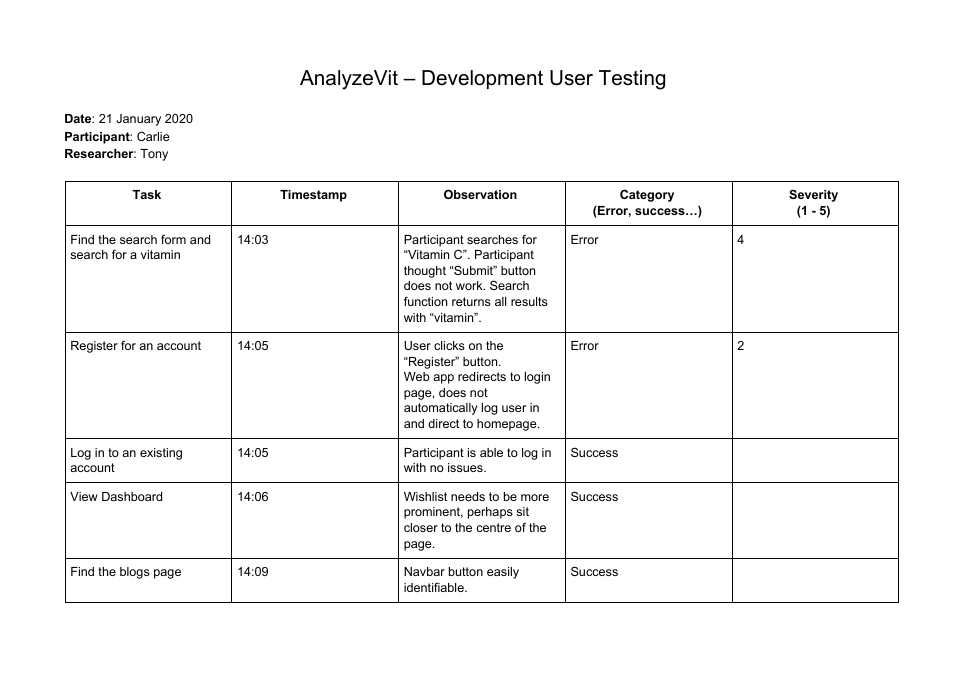 AnalyzeVit – Development User Testing
Date: 21 January 2020
Participant: Carlie
Researcher: Tony
Task
Timestamp
Observation
Category
(Error, success…)
Severity
(1 - 5)
Find the search form and
search for a vitamin
14:03
Participant searches for
“Vitamin C”. Participant
thought “Submit” button
does not work. Search
function returns all results
with “vitamin”.
Error
4
Register for an account
14:05
User clicks on the
“Register” button.
Web app redirects to login
page, does not
automatically log user in
and direct to homepage.
Error
2
Log in to an existing
account
14:05
Participant is able to log in
with no issues.
Success
View Dashboard
14:06
Wishlist needs to be more
prominent, perhaps sit
closer to the centre of the
page.
Success
Find the blogs page
14:09
Navbar button easily
identifiable.
Success